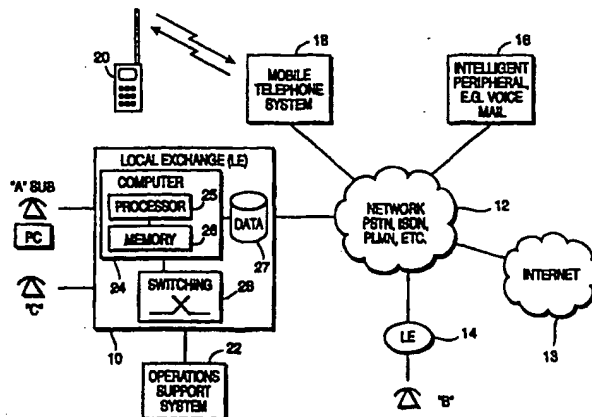 20
18
MOBILE
TELEPHONE
SYSTEM
16
INTELLIGENT
PERIPHERAL,
E.G. VOICE
MAIL
LOCAL EXCHANGE (LE)
COMPUTER
PROCESSOR
25
MEMORY
26
24
DATA
27
SWITCHING
28
10
"A" SUB
PC
"C"
NETWORK
PSTN, ISDN,
PLMN, ETC.
12
INTERNET
13
LE
14
"B"
22
OPERATIONS
SUPPORT
SYSTEM